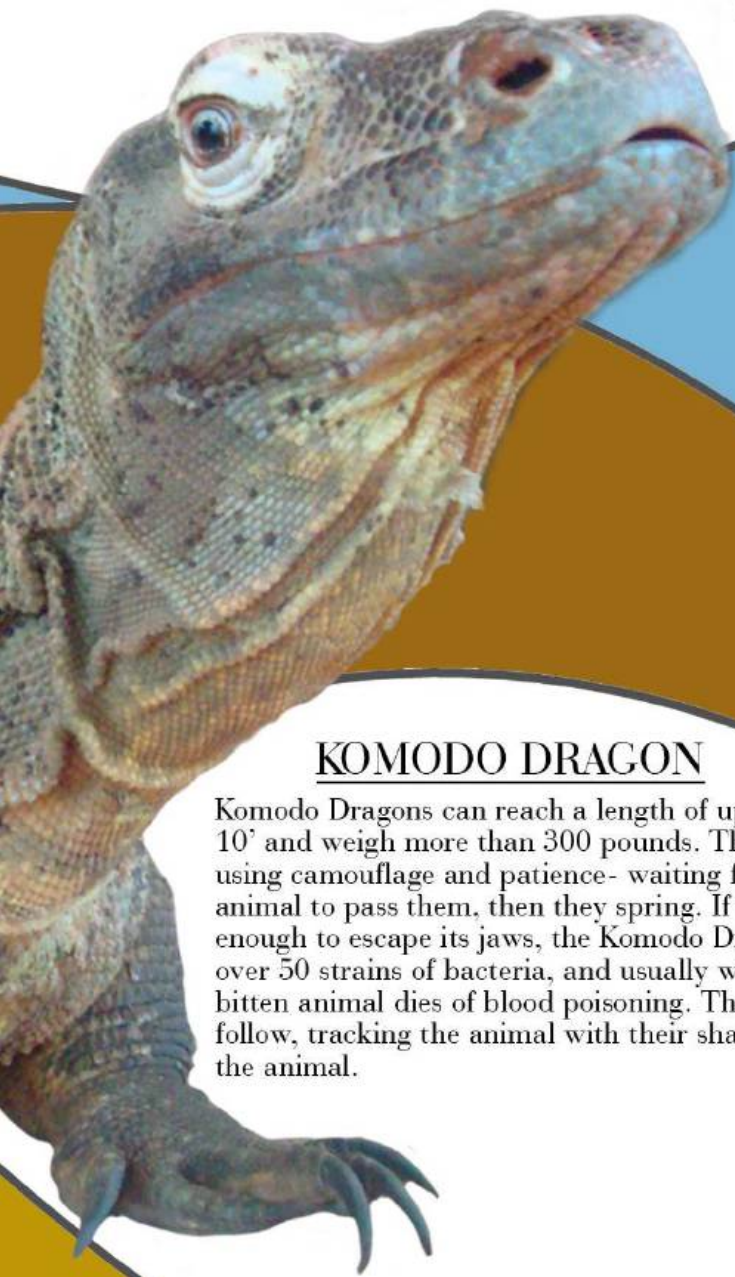 KOMODO DRAGON
Komodo Dragons can reach a length of
10’ and weigh more than 300 pounds.
using camouflage and patience- waiting
animal to pass them, then they spring. If
enough to escape its jaws, the Komodo
over 50 strains of bacteria, and usually
bitten animal dies of blood poisoning.
follow, tracking the animal with their
the animal.